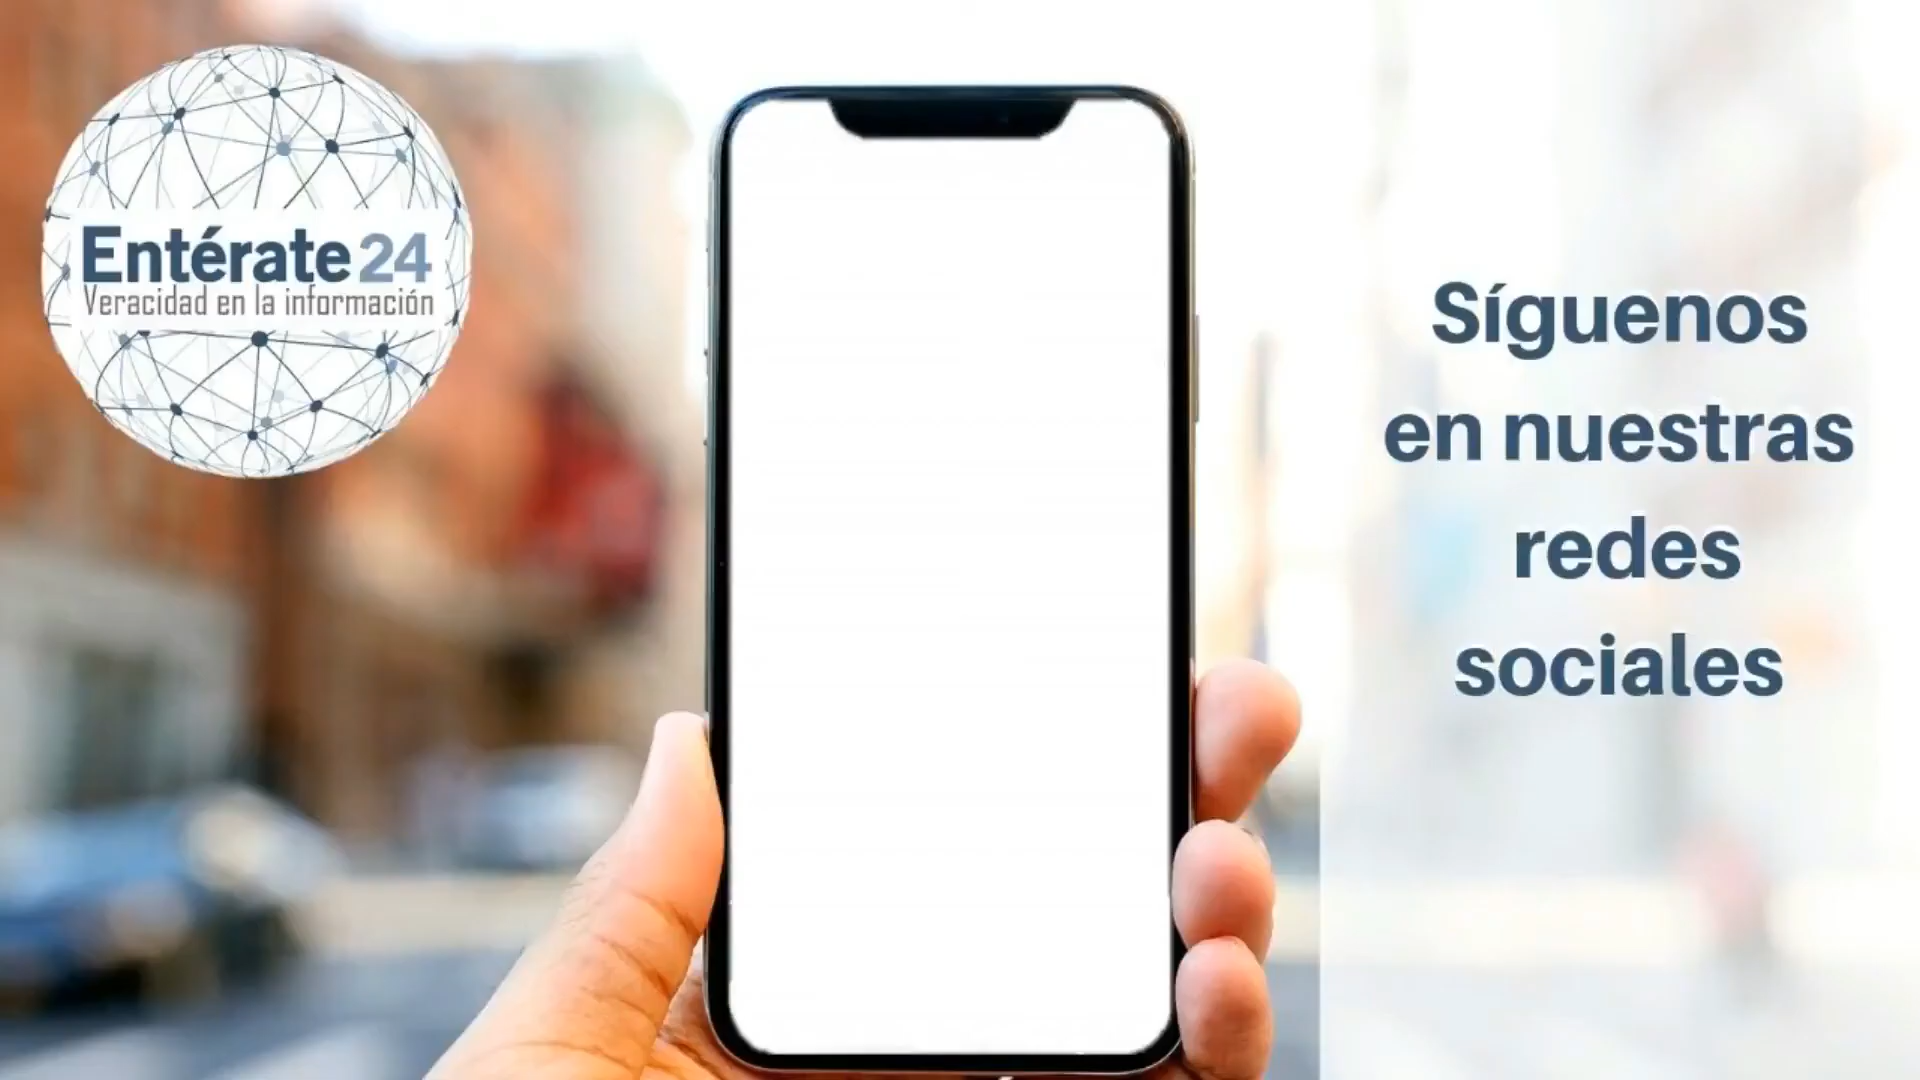 Entérate24
Veracidad en la información
Síguenos
en nuestras
redes
sociales